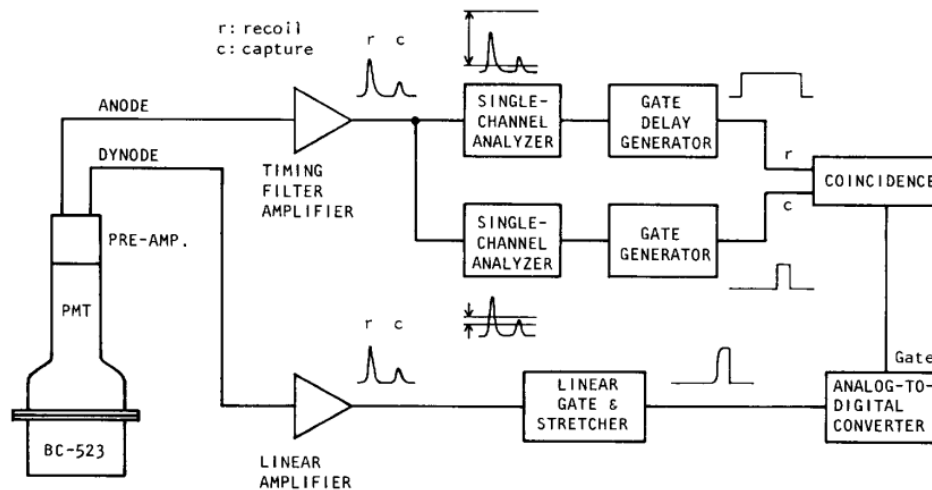 r: recoil
c: capture
r c
ANODE
DYNODE
TIMING
FILTER
AMPLIFIER
SINGLE-
CHANNEL
ANALYZER
GATE
DELAY
GENERATOR
r
c
COINCIDENCE
SINGLE-
CHANNEL
ANALYZER
GATE
GENERATOR
PRE-AMP.
PMT
BC-523
r c
LINEAR
AMPLIFIER
LINEAR
GATE &
STRETCHER
Gate
ANALOG-TO-
DIGITAL
CONVERTER